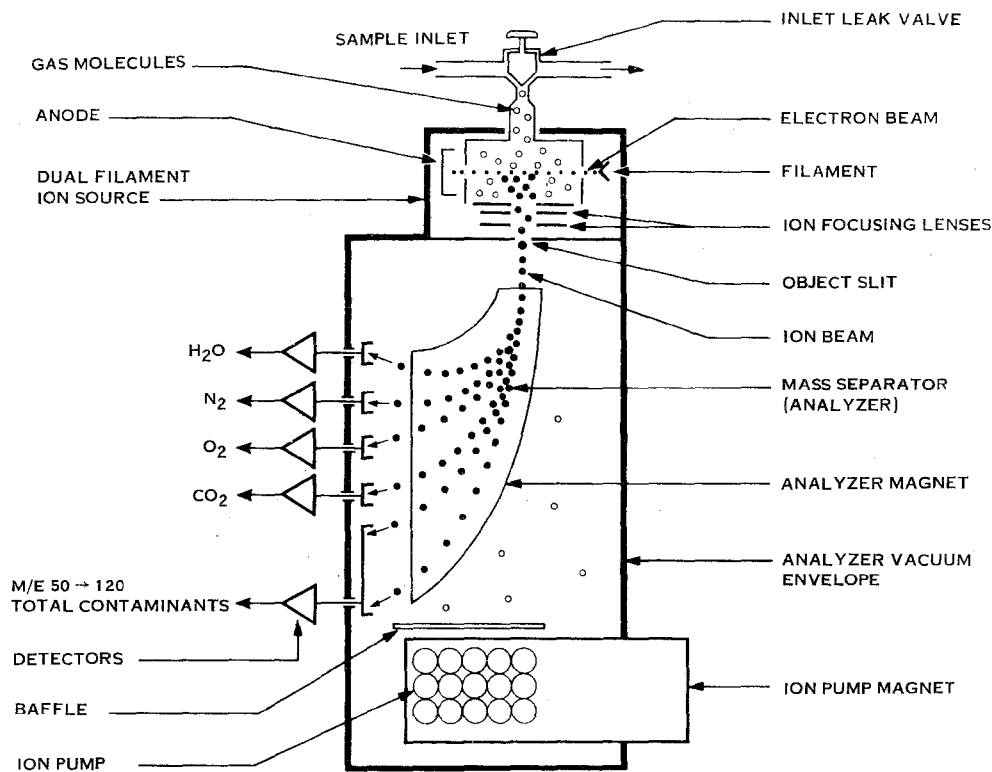 INLET LEAK VALVE
SAMPLE INLET
GAS MOLECULES
ANODE
ELECTRON BEAM
DUAL FILAMENT
ION SOURCE
FILAMENT
ION FOCUSING LENSES
OBJECT SLIT
ION BEAM
H2O
N2
O2
CO2
MASS SEPARATOR
(ANALYZER)
ANALYZER MAGNET
ANALYZER VACUUM
ENVELOPE
M/E 50 → 120
TOTAL CONTAMINANTS
DETECTORS
BAFFLE
ION PUMP
ION PUMP MAGNET